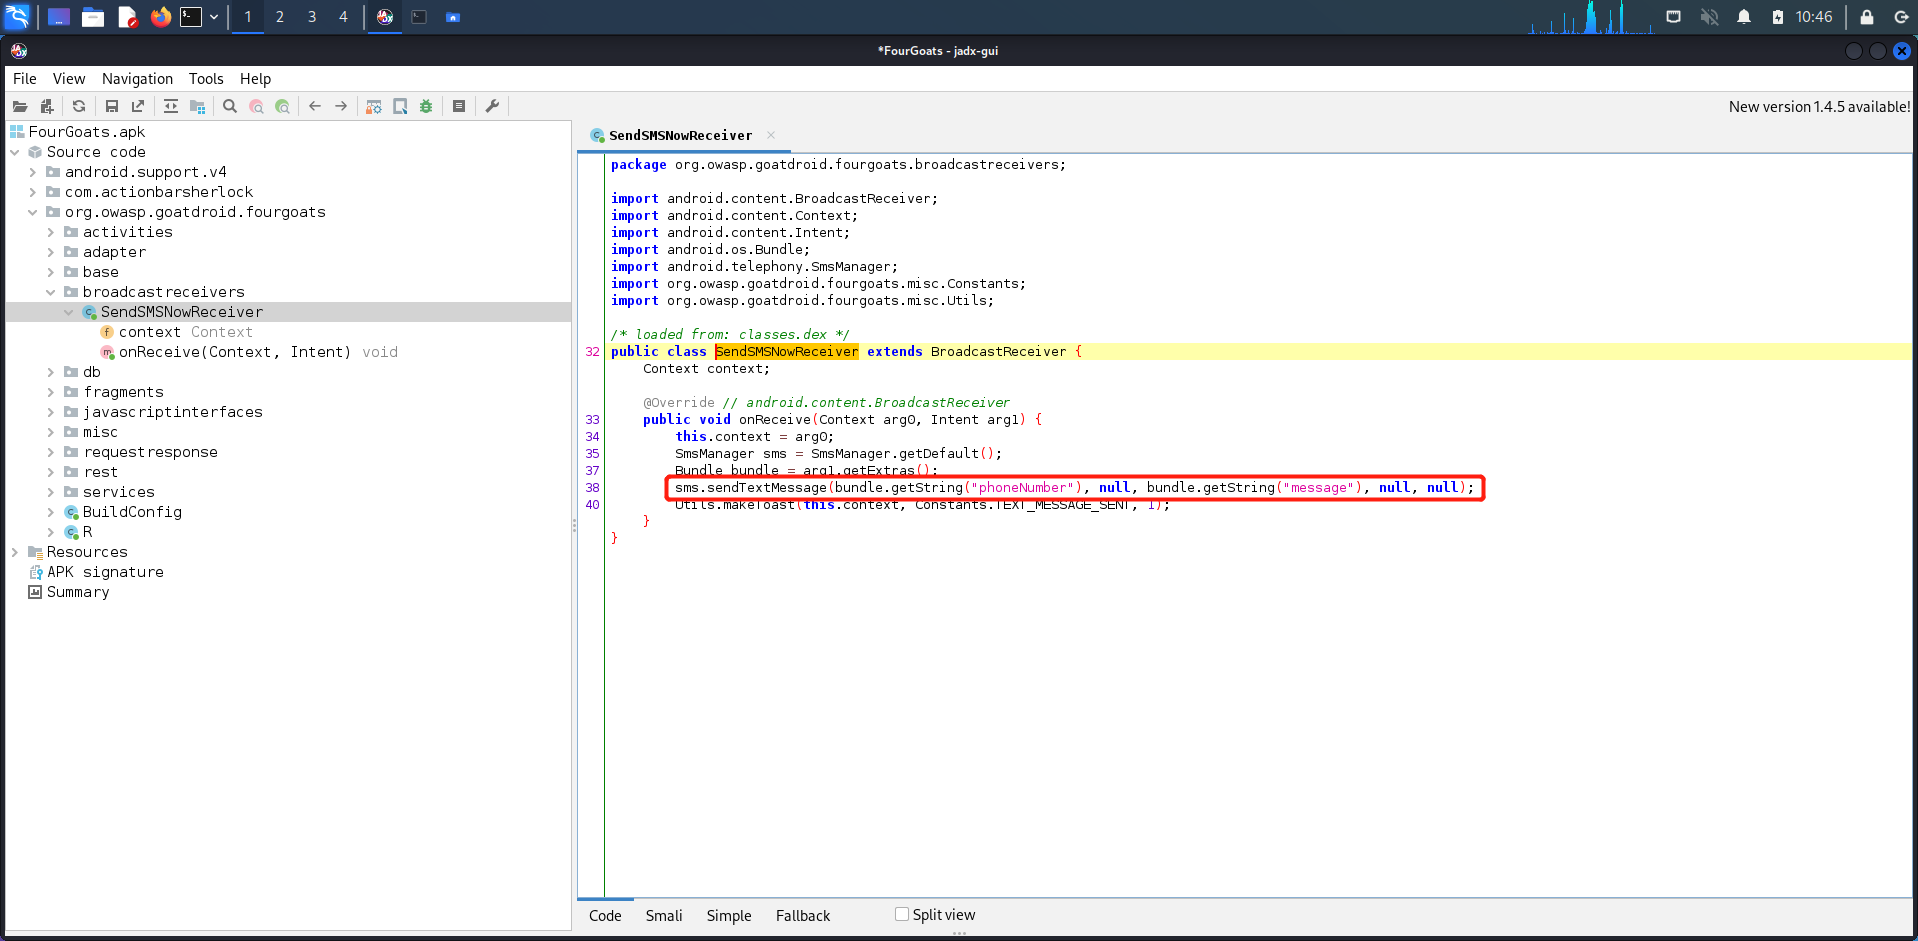 1 2 3 4 10:46
*FourGoats - jadx-gui
File View Navigation Tools Help
New version 1.4.5 available!
FourGoats.apk
Source code
android.support.v4
com.actionbarsherlock
org.owasp.goatdroid.fourgoats
activities
adapter
base
broadcastreceivers
SendSMSNowReceiver
context Context
onReceive(Context, Intent) void
db
fragments
javascriptinterfaces
misc
requestresponse
rest
services
BuildConfig
R
Resources
APK signature
Summary
SendSMSNowReceiver
package org.owasp.goatdroid.fourgoats.broadcastreceivers;
import android.content.BroadcastReceiver;
import android.content.Context;
import android.content.Intent;
import android.os.Bundle;
import android.telephony.SmsManager;
import org.owasp.goatdroid.fourgoats.misc.Constants;
import org.owasp.goatdroid.fourgoats.misc.Utils;
/* loaded from: classes.dex */
32 public class SendSMSNowReceiver extends BroadcastReceiver {
Context context;
@Override // android.content.BroadcastReceiver
33 public void onReceive(Context arg0, Intent arg1) {
34 this.context = arg0;
35 SmsManager sms = SmsManager.getDefault();
37 Bundle bundle = arg1.getExtras();
38 sms.sendTextMessage(bundle.getString("phoneNumber"), null, bundle.getString("message"), null, null);
40 Utils.makeToast(this.context, Constants.TEXT_MESSAGE_SENT, 1);
}
}
Code Smali Simple Fallback Split view